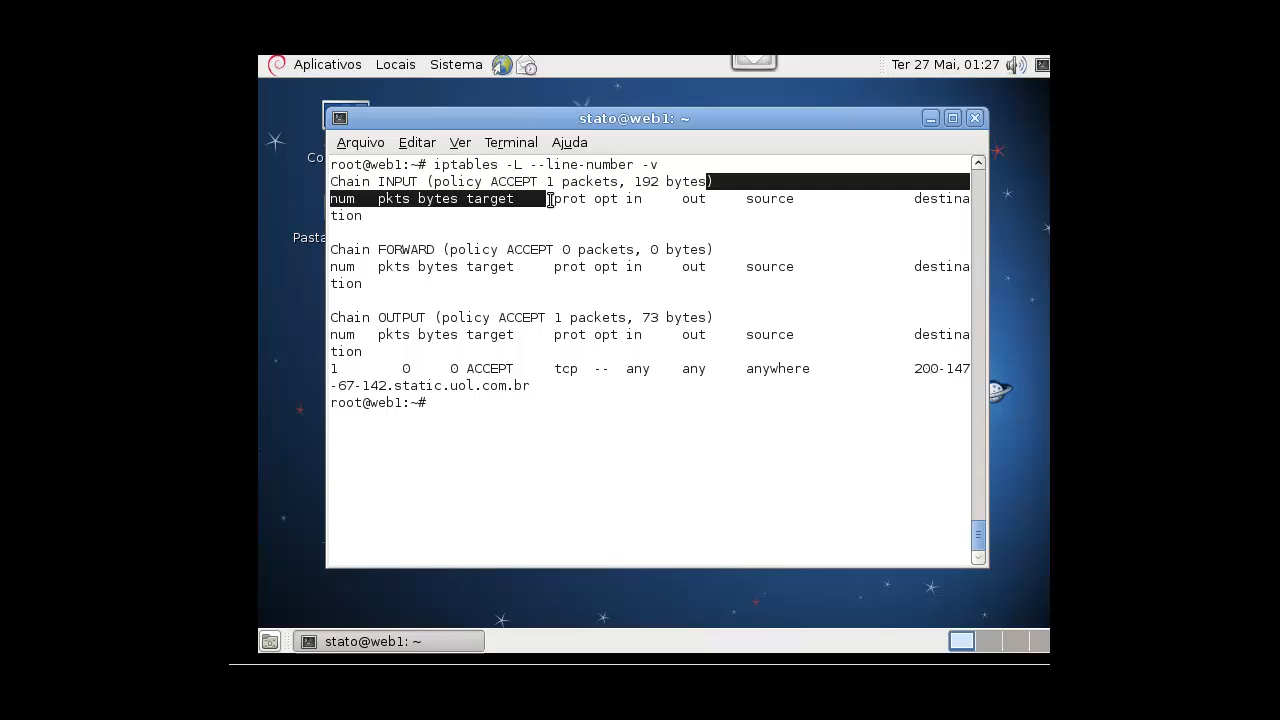 Aplicativos Locais Sistema Ter 27 Mai, 01:27
stato@web1: ~
Arquivo Editar Ver Terminal Ajuda
root@web1:~# iptables -L --line-number -v
Chain INPUT (policy ACCEPT 1 packets, 192 bytes)
num pkts bytes target prot opt in out source destina
tion
Chain FORWARD (policy ACCEPT 0 packets, 0 bytes)
num pkts bytes target prot opt in out source destina
tion
Chain OUTPUT (policy ACCEPT 1 packets, 73 bytes)
num pkts bytes target prot opt in out source destina
tion
1 0 0 ACCEPT tcp -- any any anywhere 200-147
-67-142.static.uol.com.br
root@web1:~#
Co
Pasta
stato@web1: ~